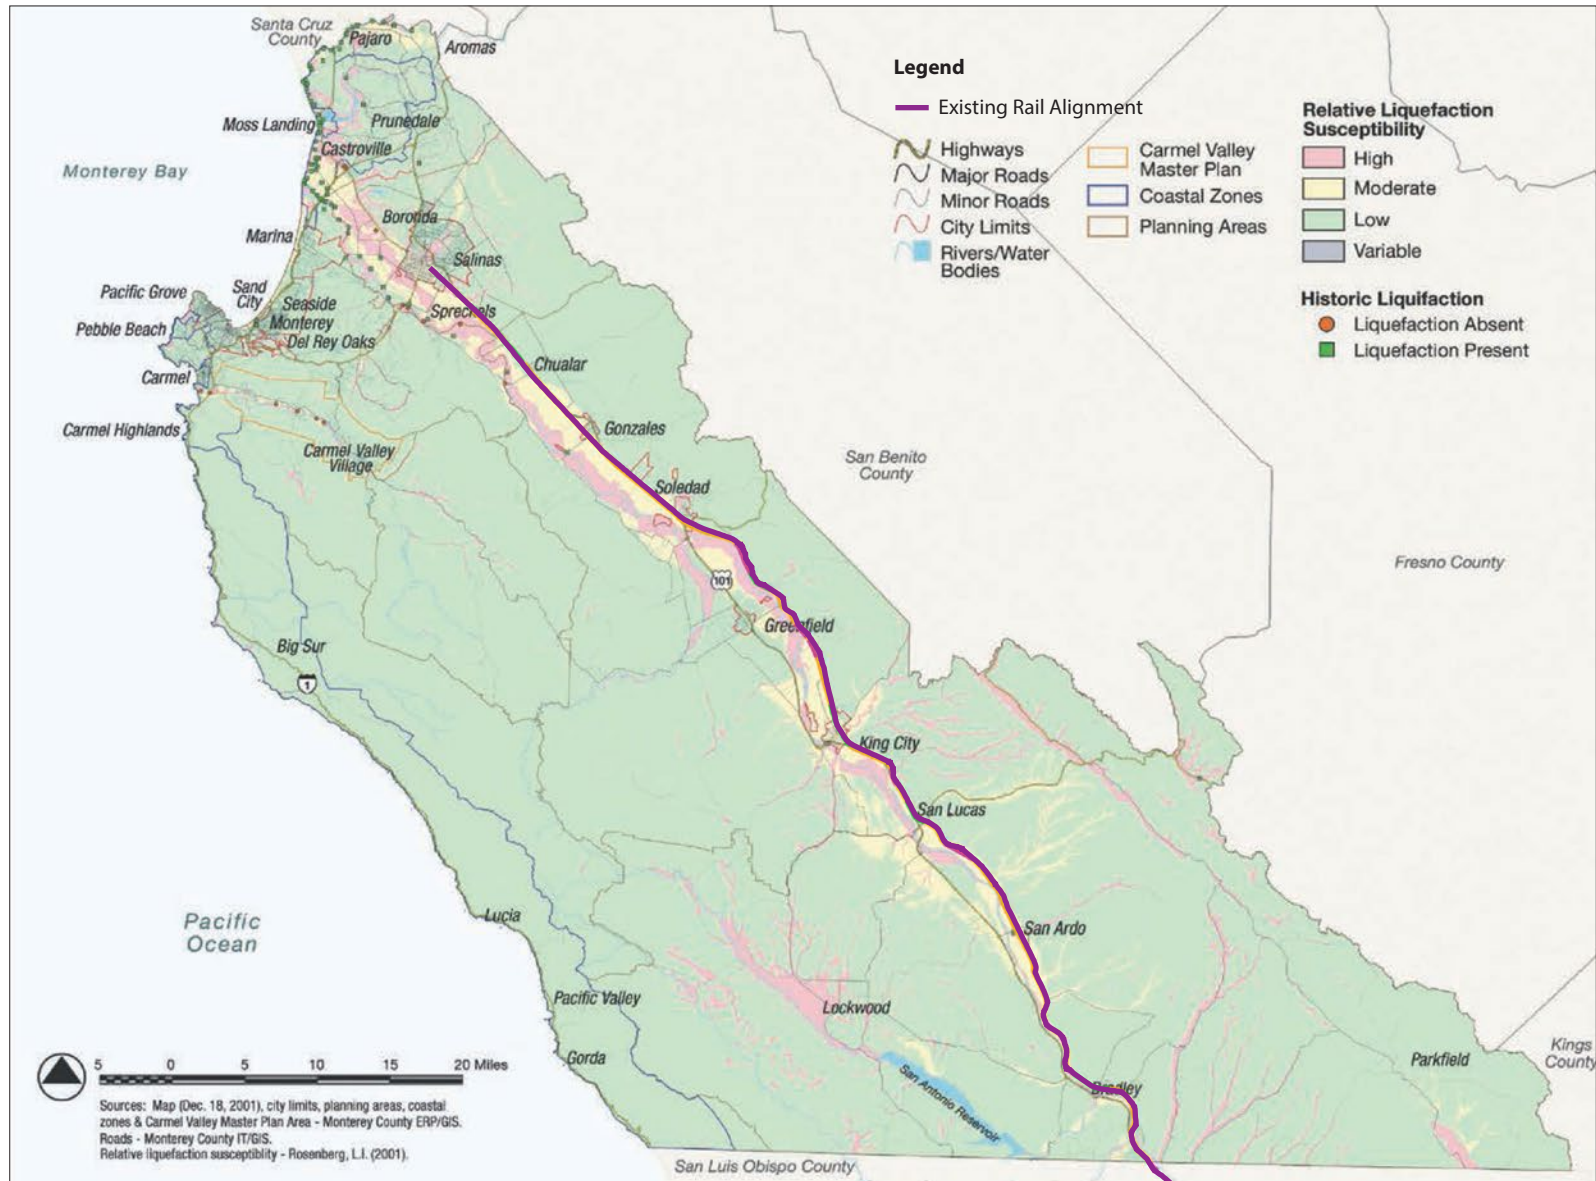 Santa Cruz
County
Pajaro
Aromas
Moss Landing
Prunedale
Castroville
Monterey Bay
Boronda
Marina
Salinas
Pacific Grove
Sand
City
Seaside
Spreckels
Pebble Beach
Monterey
Del Rey Oaks
Chualar
Carmel
Carmel Highlands
Gonzales
Carmel Valley
Village
Soledad
San Benito
County
Fresno County
101
Greenfield
Big Sur
1
King City
San Lucas
Pacific
Ocean
Lucia
San Ardo
Pacific Valley
Lockwood
Gorda
San Antonio Reservoir
Bradley
Parkfield
Kings
County
San Luis Obispo County
Legend
Existing Rail Alignment
Highways
Major Roads
Minor Roads
City Limits
Rivers/Water
Bodies
Carmel Valley
Master Plan
Coastal Zones
Planning Areas
Relative Liquefaction
Susceptibility
High
Moderate
Low
Variable
Historic Liquifaction
Liquefaction Absent
Liquefaction Present
5 0 5 10 15 20 Miles
Sources: Map (Dec. 18, 2001), city limits, planning areas, coastal
zones & Carmel Valley Master Plan Area - Monterey County ERP/GIS.
Roads - Monterey County IT/GIS.
Relative liquefaction susceptiblity - Rosenberg, L.I. (2001).